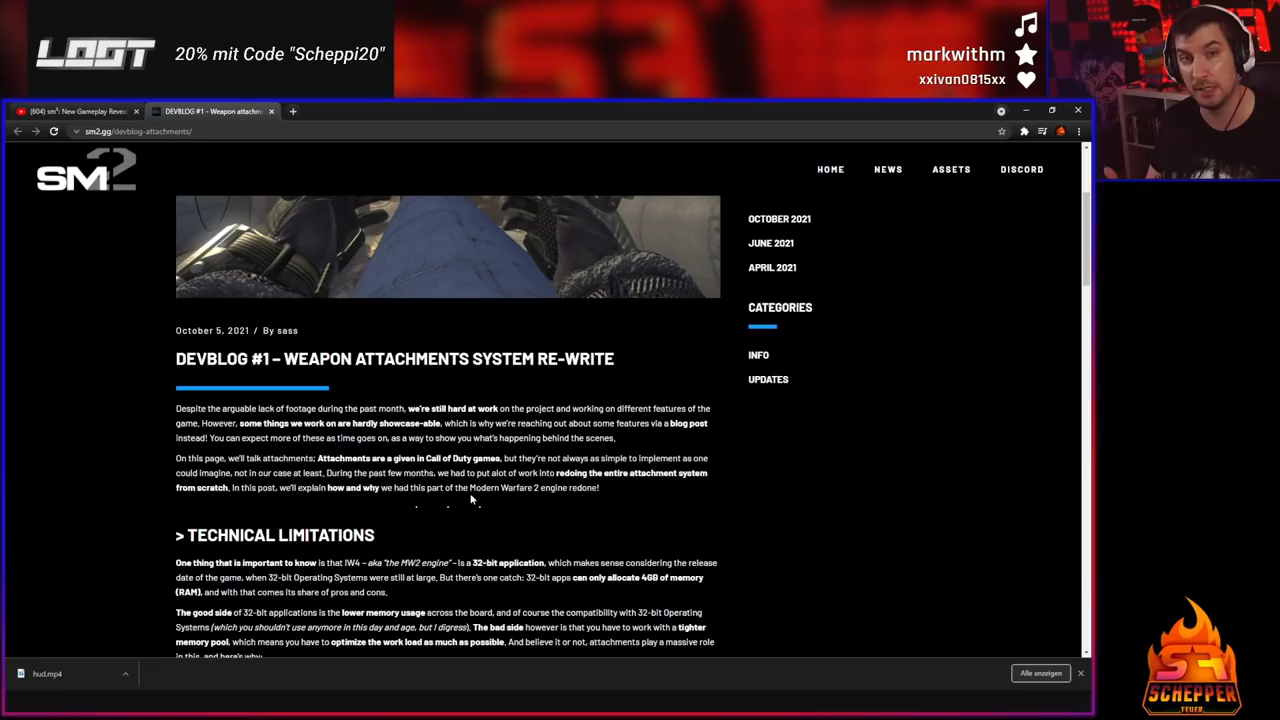 LOOT
20% mit Code "Scheppi20"
markwithm
xxivan0815xx
(604) sm²: New Gameplay Revea
DEVBLOG #1 - Weapon attachm
sm2.gg/devblog-attachments/
SM2
HOME NEWS ASSETS DISCORD
OCTOBER 2021
JUNE 2021
APRIL 2021
CATEGORIES
INFO
UPDATES
October 5, 2021 / By sass
DEVBLOG #1 – WEAPON ATTACHMENTS SYSTEM RE-WRITE
Despite the arguable lack of footage during the past month, we're still hard at work on the project and working on different features of the
game. However, some things we work on are hardly showcase-able, which is why we're reaching out about some features via a blog post
instead! You can expect more of these as time goes on, as a way to show you what's happening behind the scenes.
On this page, we'll talk attachments; Attachments are a given in Call of Duty games, but they're not always as simple to implement as one
could imagine, not in our case at least. During the past few months, we had to put alot of work into redoing the entire attachment system
from scratch. In this post, we'll explain how and why we had this part of the Modern Warfare 2 engine redone!
. . .
> TECHNICAL LIMITATIONS
One thing that is important to know is that IW4 – aka "the MW2 engine" – is a 32-bit application, which makes sense considering the release
date of the game, when 32-bit Operating Systems were still at large. But there's one catch: 32-bit apps can only allocate 4GB of memory
(RAM), and with that comes its share of pros and cons.
The good side of 32-bit applications is the lower memory usage across the board, and of course the compatibility with 32-bit Operating
Systems (which you shouldn't use anymore in this day and age, but I digress). The bad side however is that you have to work with a tighter
memory pool, which means you have to optimize the work load as much as possible. And believe it or not, attachments play a massive role
in this, and here's why:
hud.mp4
Alle anzeigen
SF
SCHEPPER
FEUER